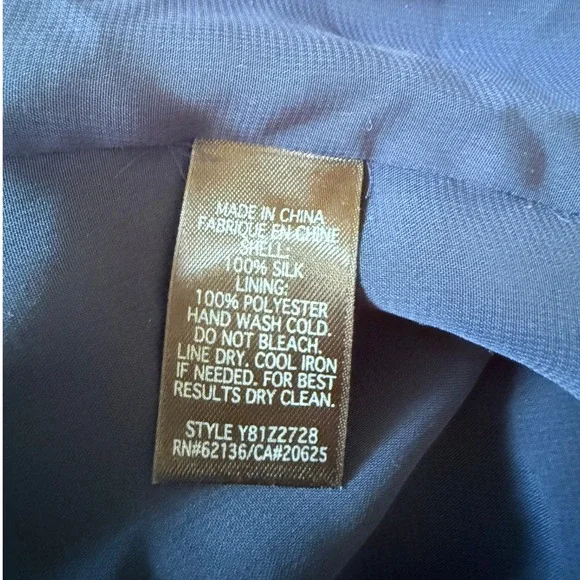 MADE IN CHINA
FABRIQUE EN CHINE
SHELL:
100% SILK
LINING:
100% POLYESTER
HAND WASH COLD.
DO NOT BLEACH.
LINE DRY. COOL IRON
IF NEEDED. FOR BEST
RESULTS DRY CLEAN.
STYLE Y81Z2728
RN#62136/CA#20625